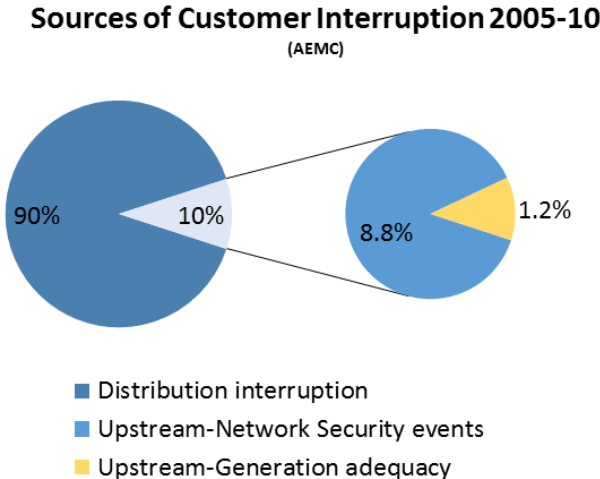 Sources of Customer Interruption 2005-10
(AEMC)
90%
10%
8.8%
1.2%
Distribution interruption
Upstream-Network Security events
Upstream-Generation adequacy